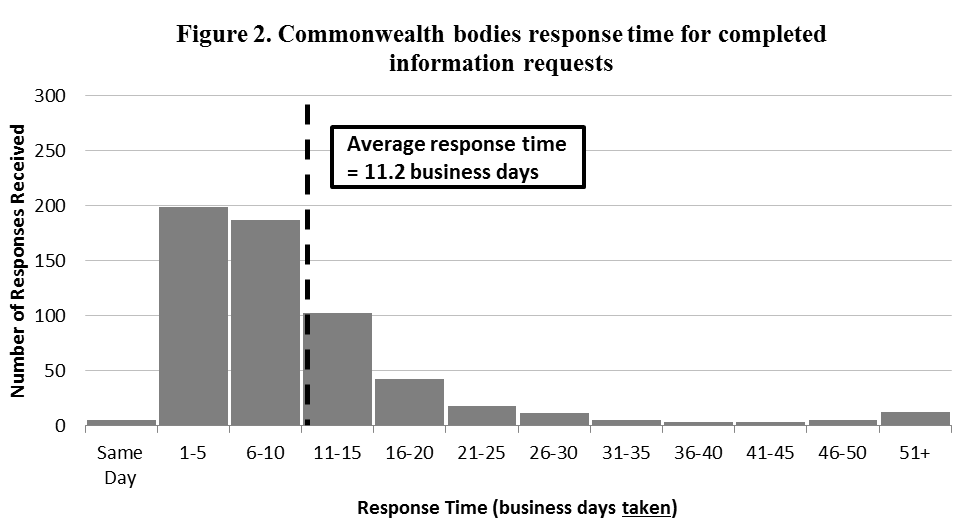 Figure 2. Commonwealth bodies response time for completed
information requests
Number of Responses Received
300
250
200
150
100
50
0
Average response time
= 11.2 business days
Same Day
1-5
6-10
11-15
16-20
21-25
26-30
31-35
36-40
41-45
46-50
51+
Response Time (business days taken)